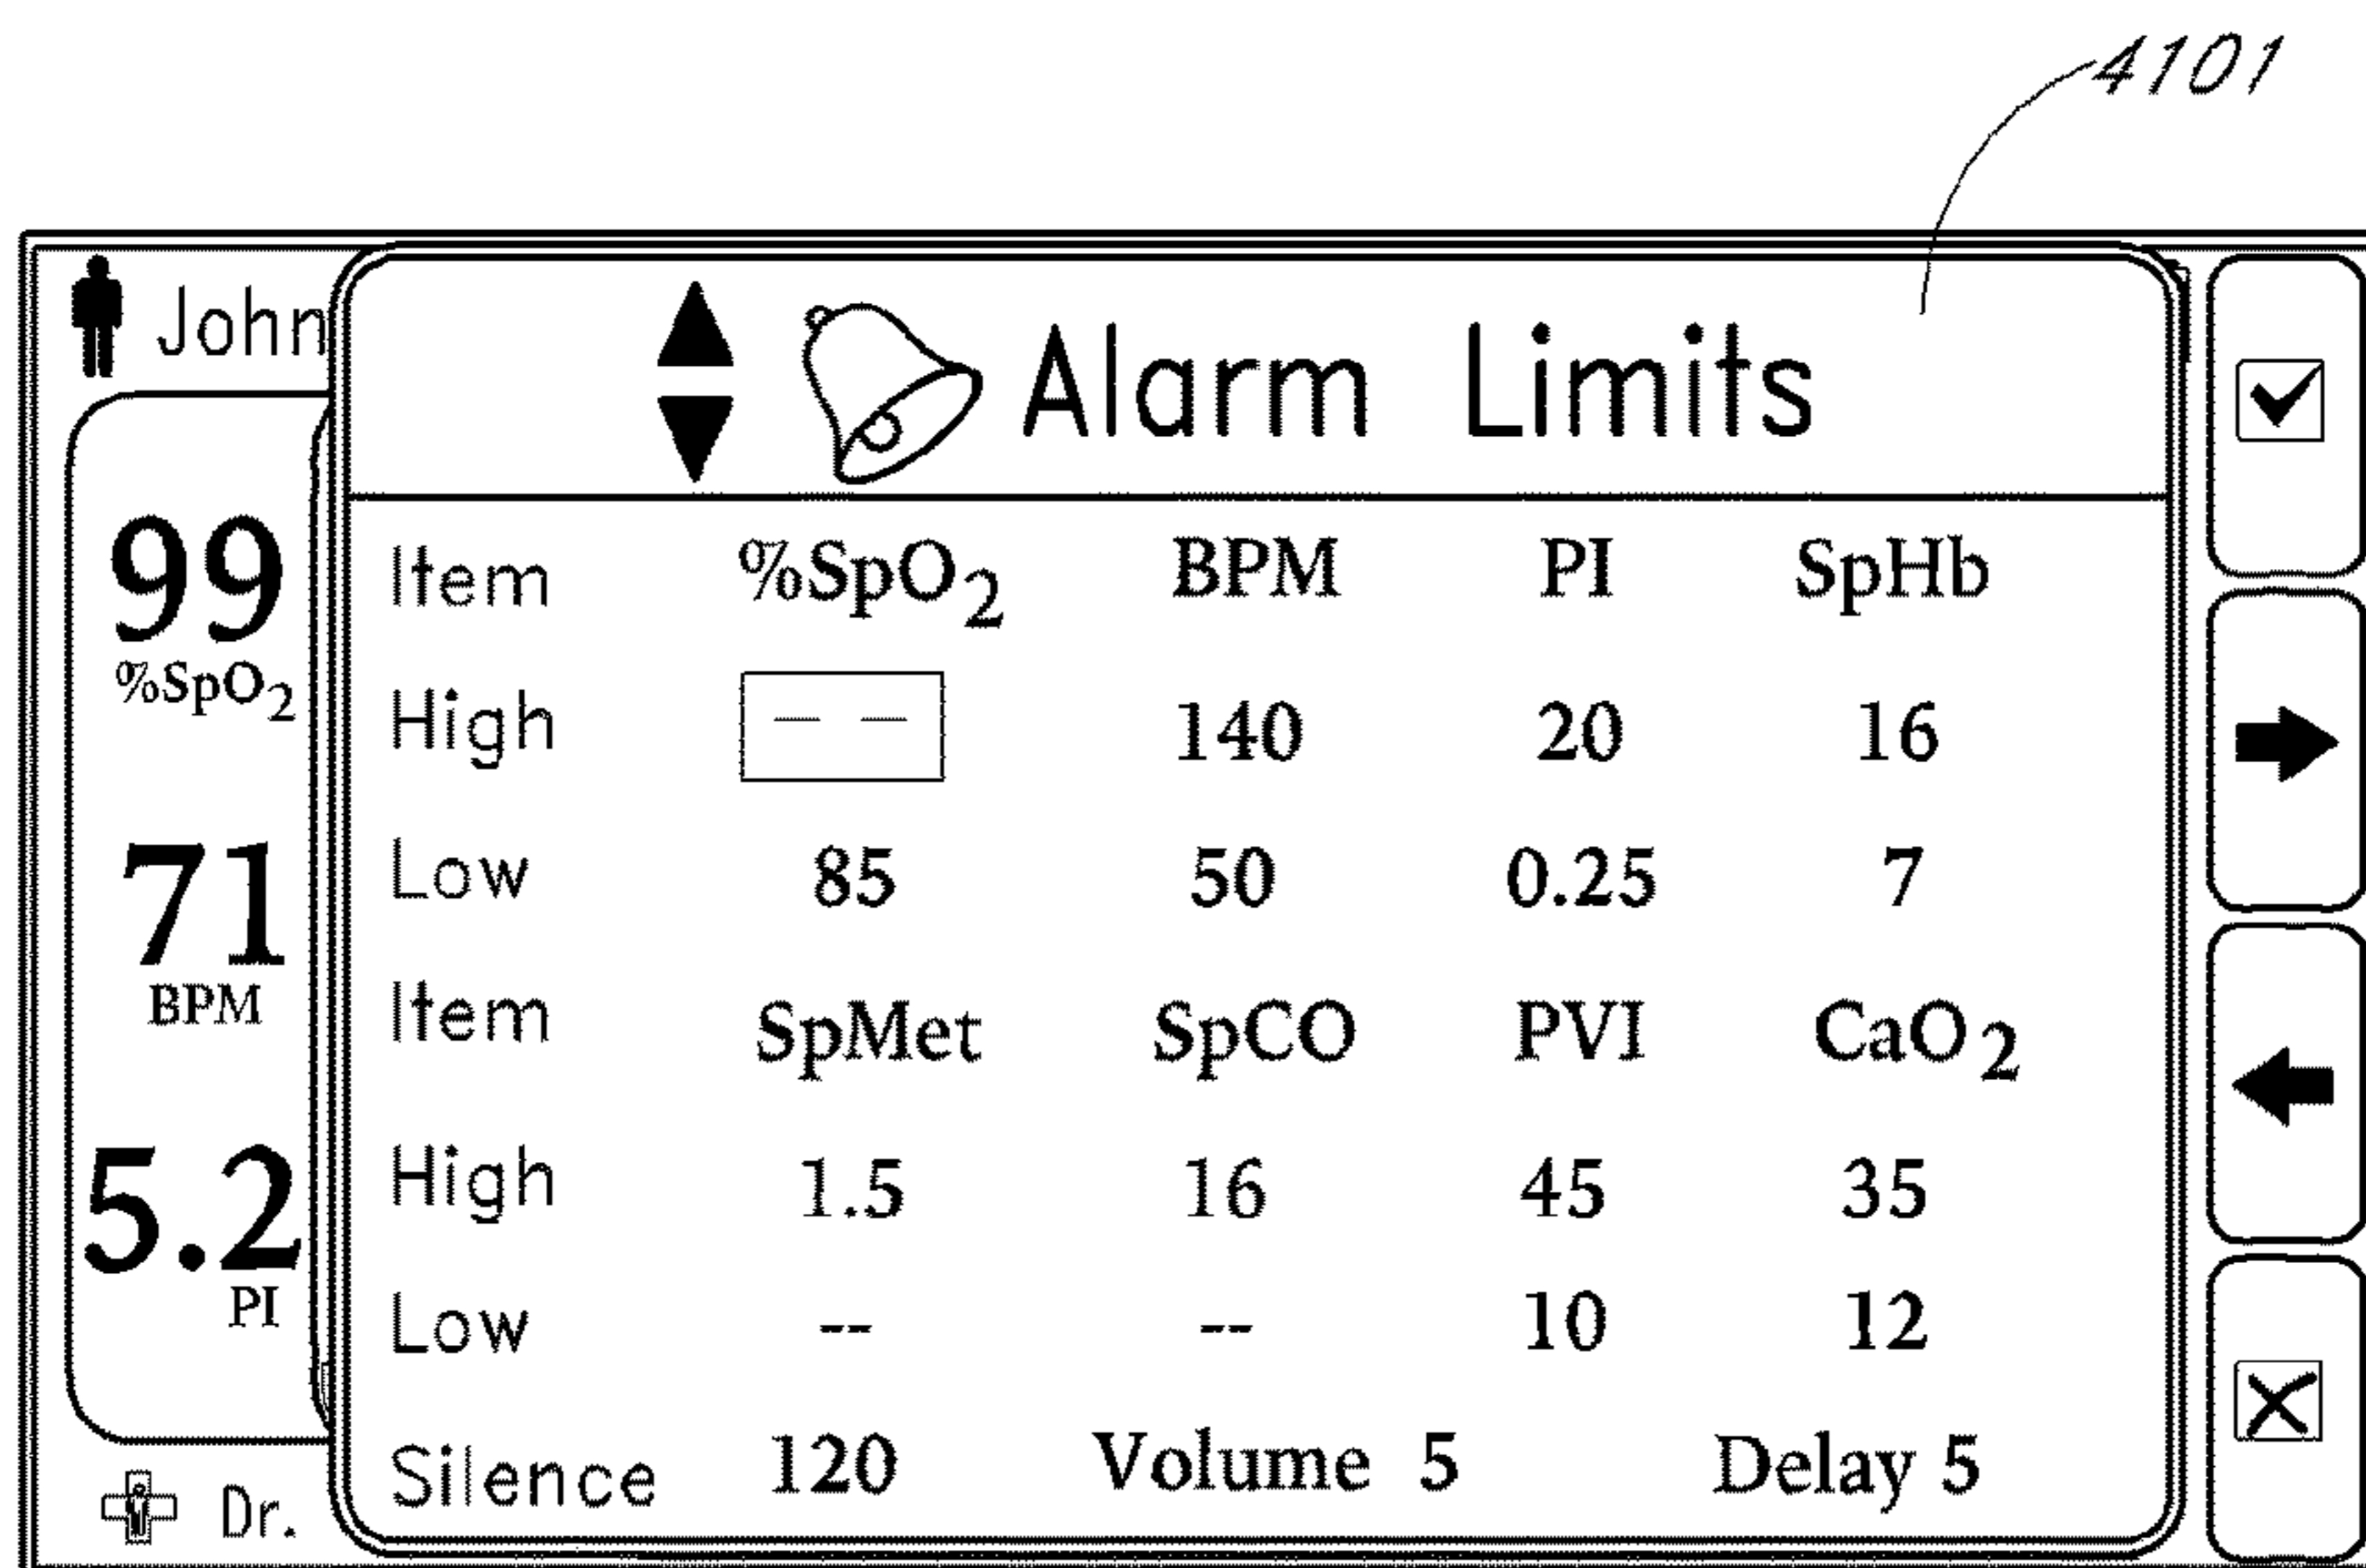 4101
John
Alarm Limits
99
%SpO₂
71
BPM
5.2
PI
Dr.
Item %SpO₂ BPM PI SpHb
High -- 140 20 16
Low 85 50 0.25 7
Item SpMet SpCO PVI CaO₂
High 1.5 16 45 35
Low -- -- 10 12
Silence 120 Volume 5 Delay 5